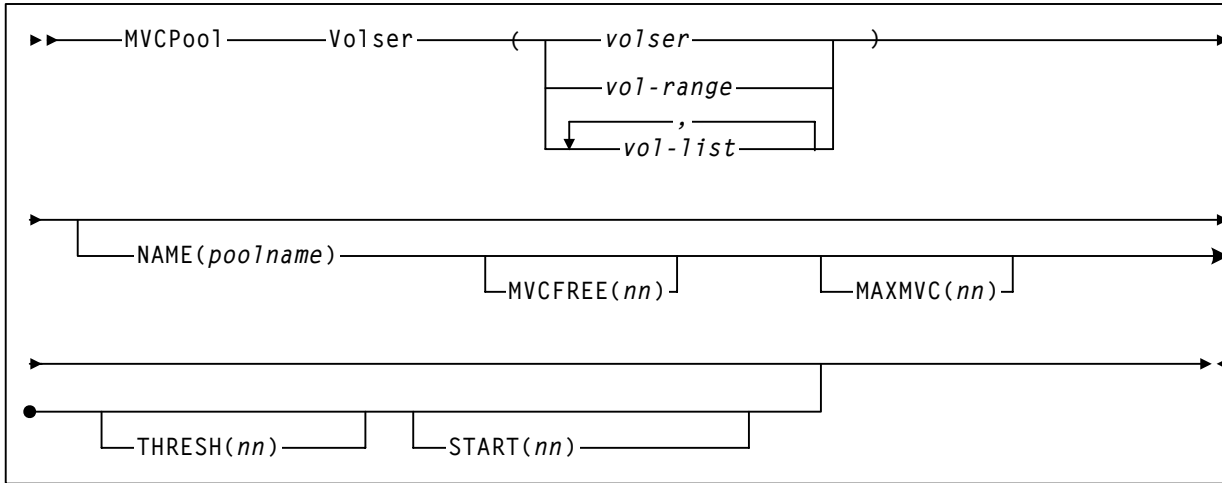 MVCPool Volser ( volser )
vol-range
,
vol-list
NAME(poolname)
MVCFREE(nn) MAXMVC(nn)
THRESH(nn) START(nn)